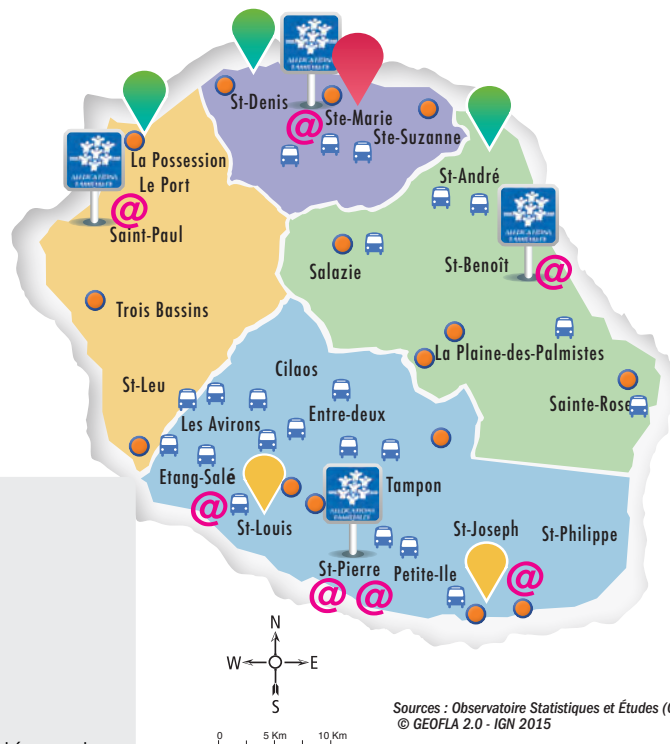 St-Denis
Ste-Marie
Ste-Suzanne
@
La Possession
Le Port
@
Saint-Paul
St-André
ALLOCATIONS
FAMILIALES
St-Benoît
@
Salazie
Trois Bassins
La Plaine-des-Palmistes
St-Leu
Cilaos
Sainte-Rose
Les Avirons
Entre-deux
Etang-Salé
@
St-Louis
Tampon
St-Joseph
St-Philippe
St-Pierre
Petite-Ile
@
@
@
N
W
E
S
0 5 Km 10 Km
Sources : Observatoire Statistiques et Études
© GEOFLA 2.0 - IGN 2015